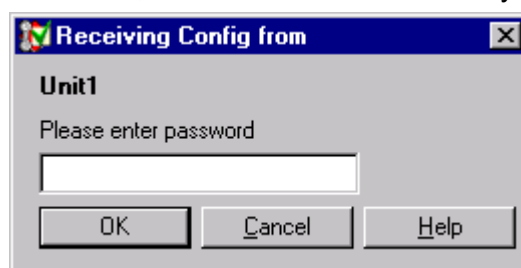 Receiving Config from
Unit1
Please enter password
OK Cancel Help